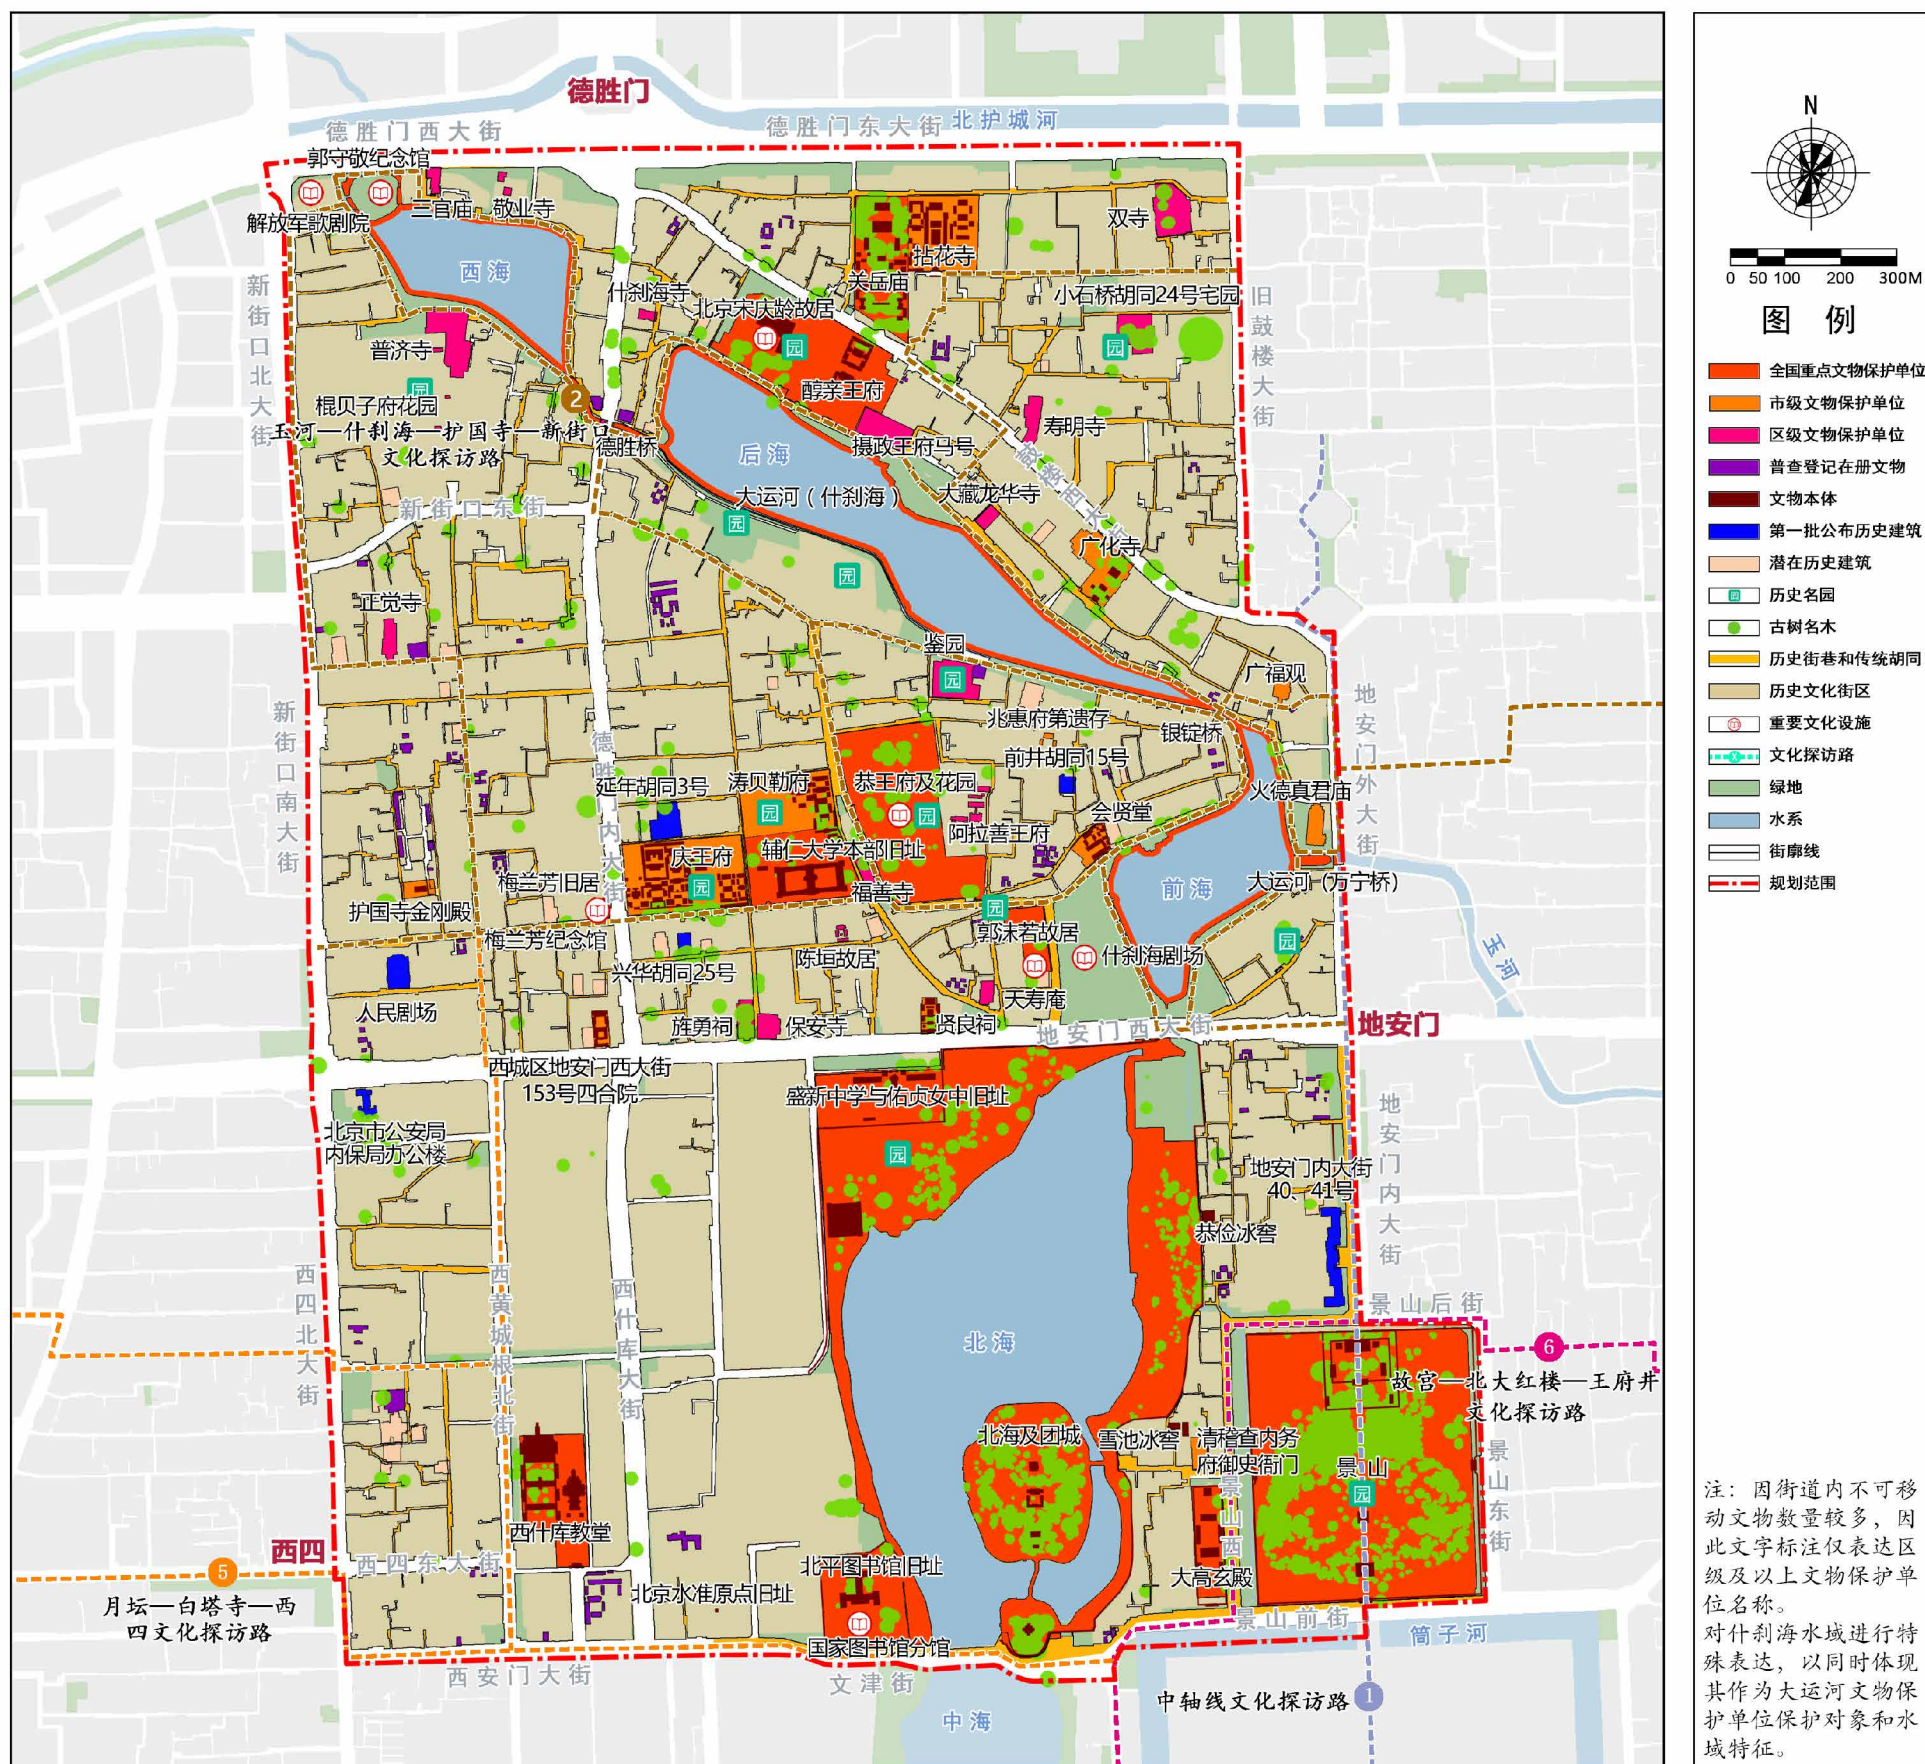 德胜门
德胜门西大街
德胜门东大街
北护城河
郭守敬纪念馆
解放军歌剧院
三官庙
敬业寺
双寺
拈花寺
关岳庙
西海
新街口北大街
什刹海寺
北京宋庆龄故居
小石桥胡同24号宅园
旧鼓楼大街
普济寺
园
园
园
醇亲王府
棍贝子府花园
2
玉河—什刹海—护国寺—新街口
文化探访路
德胜桥
后海
摄政王府马号
寿明寺
鼓楼西大街
大运河（什刹海）
大藏龙华寺
新街口东街
园
园
广化寺
正觉寺
鉴园
园
广福观
新街口南大街
德胜门内大街
兆惠府第遗存
银锭桥
地安门外大街
前井胡同15号
延年胡同3号
涛贝勒府
园
恭王府及花园
园
火德真君庙
会贤堂
阿拉善王府
庆王府
园
辅仁大学本部旧址
梅兰芳旧居
福善寺
前海
大运河（万宁桥）
护国寺金刚殿
园
梅兰芳纪念馆
郭沫若故居
园
什刹海剧场
玉河
兴华胡同25号
陈垣故居
天寿庵
人民剧场
旌勇祠
保安寺
贤良祠
地安门西大街
地安门
西城区地安门西大街
153号四合院
盛新中学与佑贞女中旧址
北京市公安局
内保局办公楼
园
地安门内大街
40、41号
地安门内大街
恭俭冰窖
西四北大街
西黄城根北街
西什库大街
北海
景山后街
6
故宫—北大红楼—王府井
文化探访路
北海及团城
雪池冰窖
清稽查内务
府御史衙门
景山
园
景山西
景山东街
西什库教堂
西四
西四东大街
5
月坛—白塔寺—西
四文化探访路
北平图书馆旧址
大高玄殿
北京水准原点旧址
国家图书馆分馆
景山前街
筒子河
西安门大街
文津街
中海
中轴线文化探访路
1
N
0 50 100 200 300M
图 例
全国重点文物保护单位
市级文物保护单位
区级文物保护单位
普查登记在册文物
文物本体
第一批公布历史建筑
潜在历史建筑
园 历史名园
古树名木
历史街巷和传统胡同
历史文化街区
重要文化设施
文化探访路
绿地
水系
街廓线
规划范围
注：因街道内不可移
动文物数量较多，因
此文字标注仅表达区
级及以上文物保护单
位名称。
对什刹海水域进行特
殊表达，以同时体现
其作为大运河文物保
护单位保护对象和水
域特征。